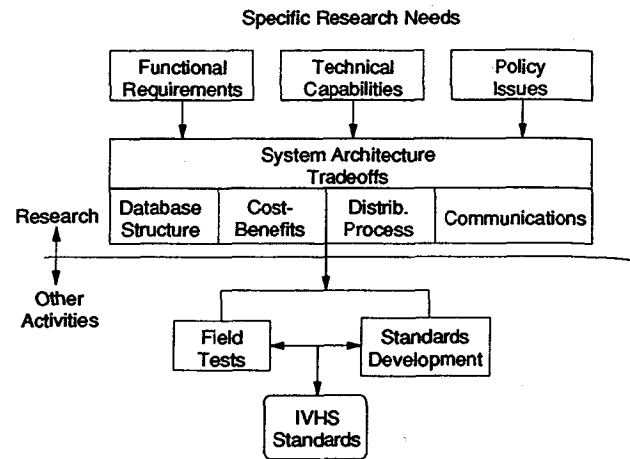 Specific Research Needs
Functional
Requirements
Technical
Capabilities
Policy
Issues
System Architecture
Tradeoffs
Database
Structure
Cost-
Benefits
Distrib.
Process
Communications
Research
Other
Activities
Field
Tests
Standards
Development
IVHS
Standards